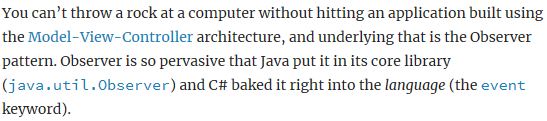 You can’t throw a rock at a computer without hitting an application built using
the Model-View-Controller architecture, and underlying that is the Observer
pattern. Observer is so pervasive that Java put it in its core library
(java.util.Observer) and C# baked it right into the language (the event
keyword).